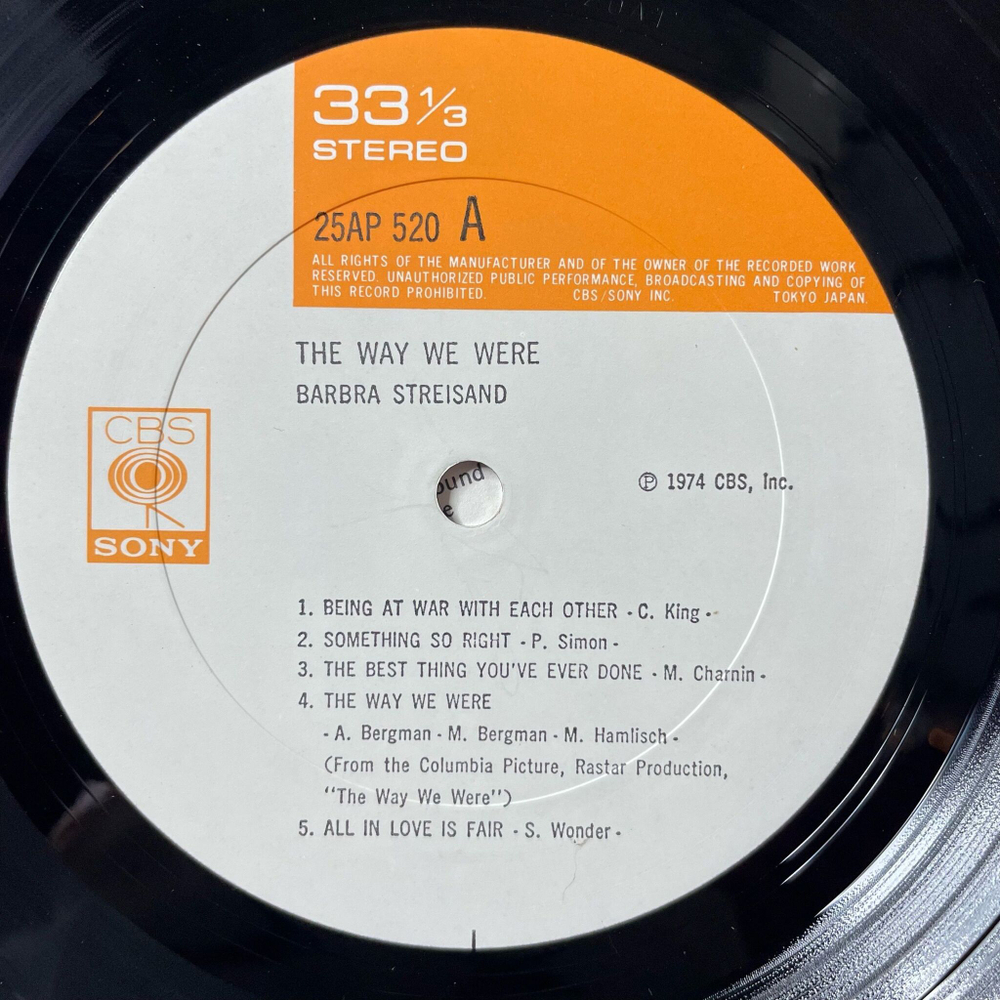 33 1/3
STEREO
25AP 520 A
ALL RIGHTS OF THE MANUFACTURER AND OF THE OWNER OF THE RECORDED WORK
RESERVED. UNAUTHORIZED PUBLIC PERFORMANCE, BROADCASTING AND COPYING OF
THIS RECORD PROHIBITED. CBS/SONY INC. TOKYO JAPAN.
THE WAY WE WERE
BARBRA STREISAND
CBS
SONY
℗ 1974 CBS, Inc.
1. BEING AT WAR WITH EACH OTHER - C. King -
2. SOMETHING SO RIGHT - P. Simon -
3. THE BEST THING YOU'VE EVER DONE - M. Charnin -
4. THE WAY WE WERE
- A. Bergman - M. Bergman - M. Hamlisch -
(From the Columbia Picture, Rastar Production,
"The Way We Were")
5. ALL IN LOVE IS FAIR - S. Wonder -